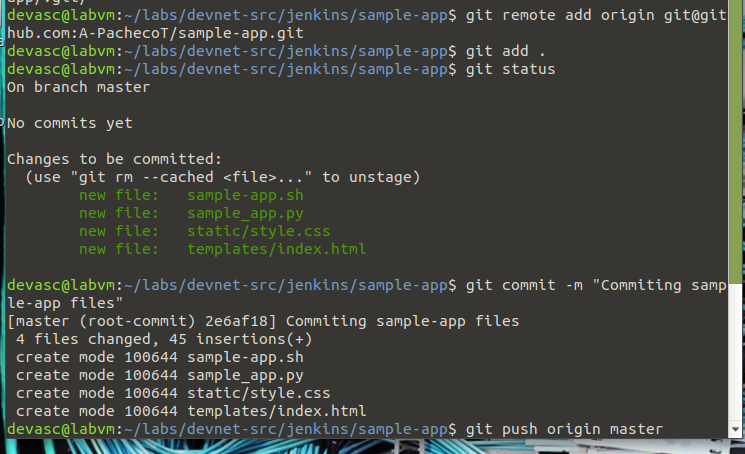 app/.git/
devasc@labvm:~/labs/devnet-src/jenkins/sample-app$ git remote add origin git@git
hub.com:A-PachecoT/sample-app.git
devasc@labvm:~/labs/devnet-src/jenkins/sample-app$ git add .
devasc@labvm:~/labs/devnet-src/jenkins/sample-app$ git status
On branch master

No commits yet

Changes to be committed:
  (use "git rm --cached <file>..." to unstage)
        new file:   sample-app.sh
        new file:   sample_app.py
        new file:   static/style.css
        new file:   templates/index.html

devasc@labvm:~/labs/devnet-src/jenkins/sample-app$ git commit -m "Commiting samp
le-app files"
[master (root-commit) 2e6af18] Commiting sample-app files
 4 files changed, 45 insertions(+)
 create mode 100644 sample-app.sh
 create mode 100644 sample_app.py
 create mode 100644 static/style.css
 create mode 100644 templates/index.html
devasc@labvm:~/labs/devnet-src/jenkins/sample-app$ git push origin master